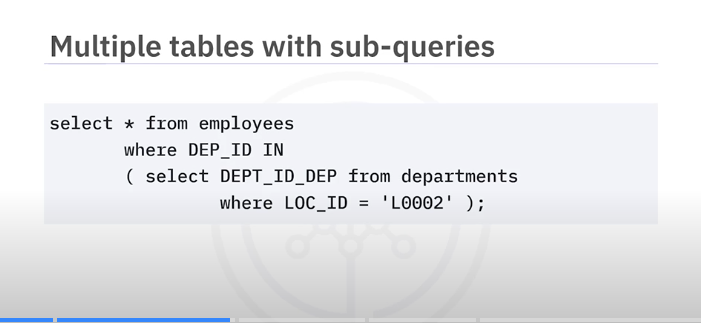 Multiple tables with sub-queries
select * from employees
where DEP_ID IN
( select DEPT_ID_DEP from departments
where LOC_ID = 'L0002' );